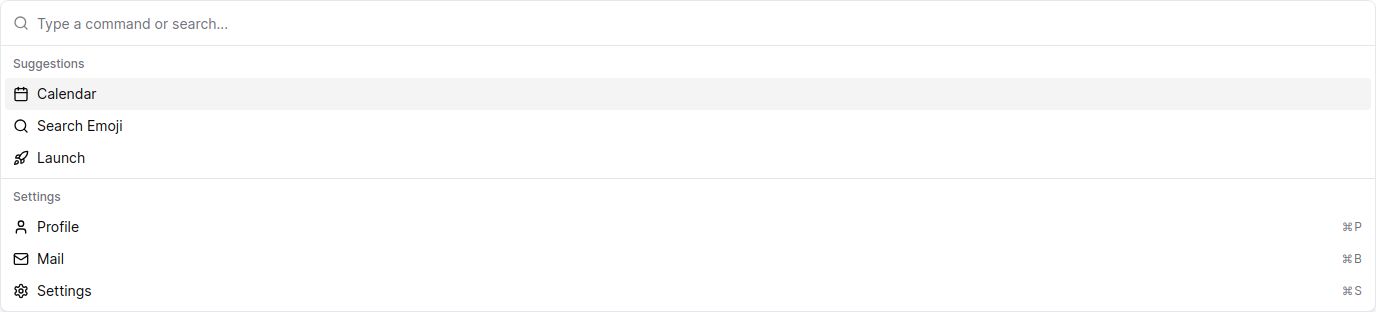 Type a command or search...
Suggestions
Calendar
Search Emoji
Launch
Settings
Profile ⌘P
Mail ⌘B
Settings ⌘S